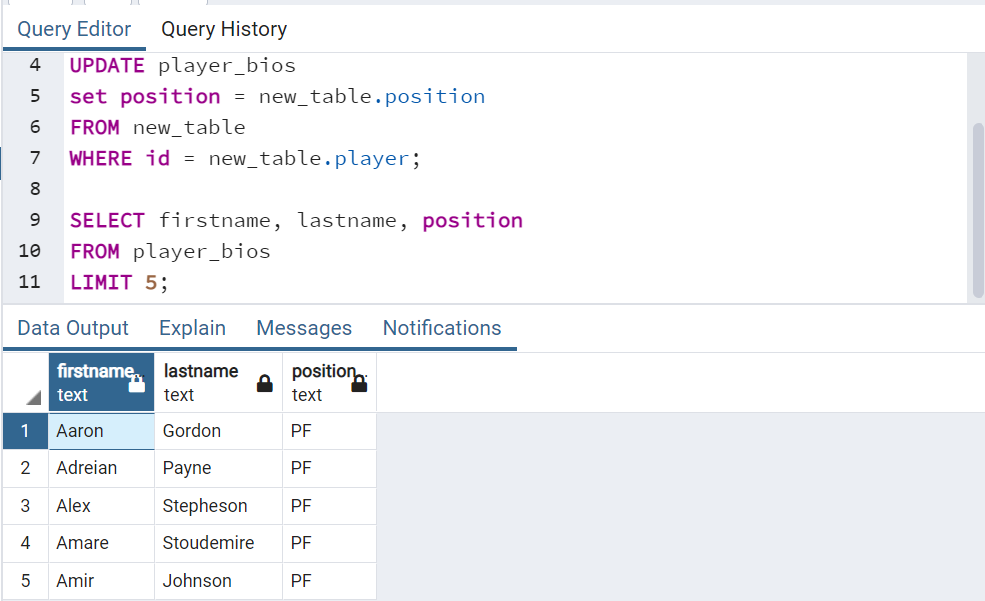 Query Editor Query History
4 UPDATE player_bios
5 set position = new_table.position
6 FROM new_table
7 WHERE id = new_table.player;
8
9 SELECT firstname, lastname, position
10 FROM player_bios
11 LIMIT 5;
Data Output Explain Messages Notifications
firstname lastname position
text text text
1 Aaron Gordon PF
2 Adreian Payne PF
3 Alex Stepheson PF
4 Amare Stoudemire PF
5 Amir Johnson PF